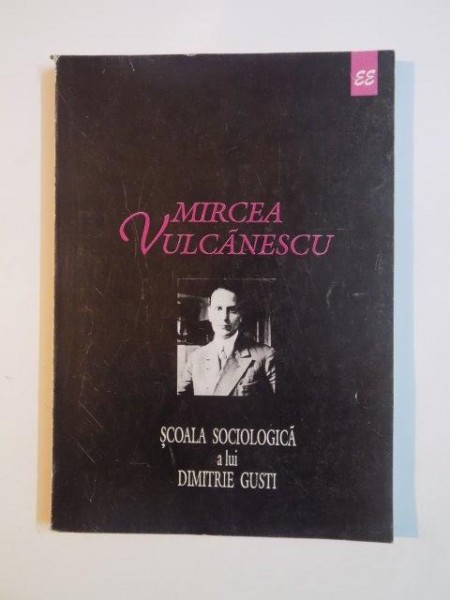 EE
MIRCEA
VULCĂNESCU
ȘCOALA SOCIOLOGICĂ
a lui
DIMITRIE GUSTI